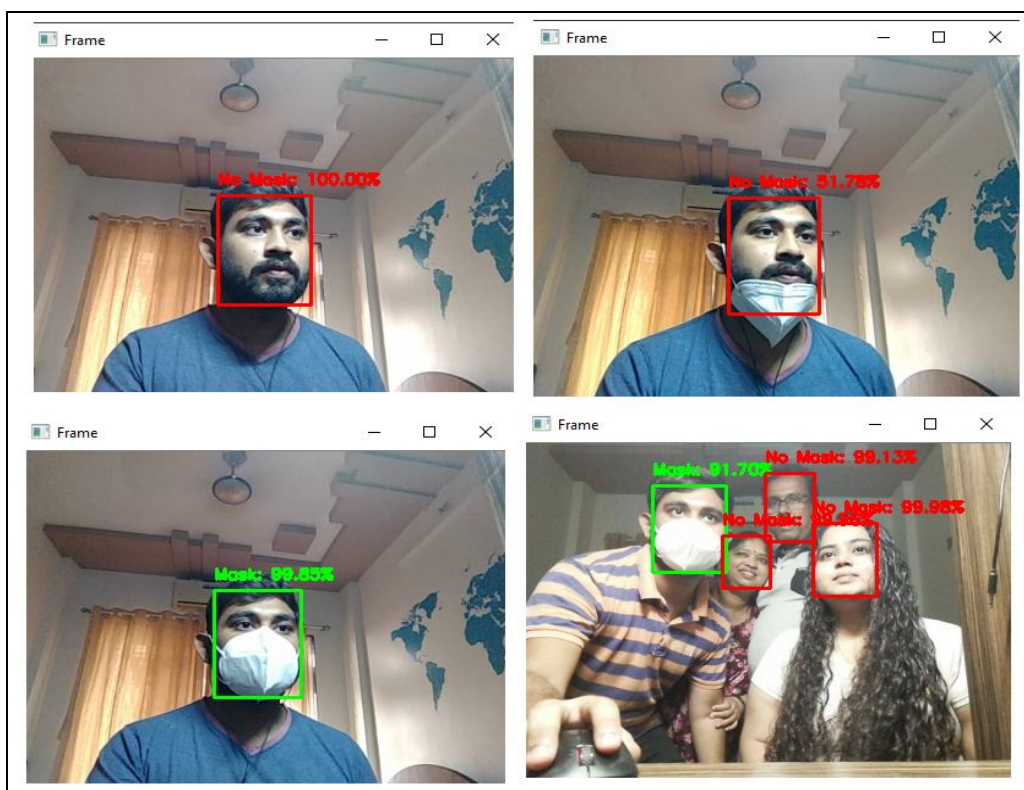 Frame
No Mask: 100.00%
Frame
No Mask: 51.78%
Frame
Mask: 99.85%
Frame
Mask: 91.70%
No Mask: 99.13%
No Mask: 99.98%
No Mask: